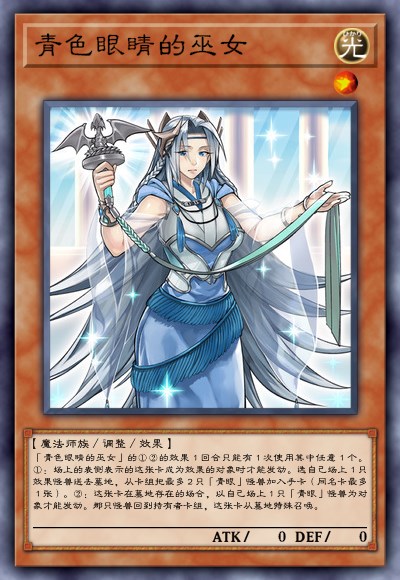 青色眼睛的巫女
ひかり
光
【魔法师族／调整／效果】
「青色眼睛的巫女」的①②的效果1回合只能有1次使用其中任意1个。
①：场上的表侧表示的这张卡成为效果的对象时才能发动。选自己场上1只
效果怪兽送去墓地，从卡组把最多2只「青眼」怪兽加入手卡（同名卡最多
1张）。②：这张卡在墓地存在的场合，以自己场上1只「青眼」怪兽为对
象才能发动。那只怪兽回到持有者卡组，这张卡从墓地特殊召唤。
ATK/ 0 DEF/ 0